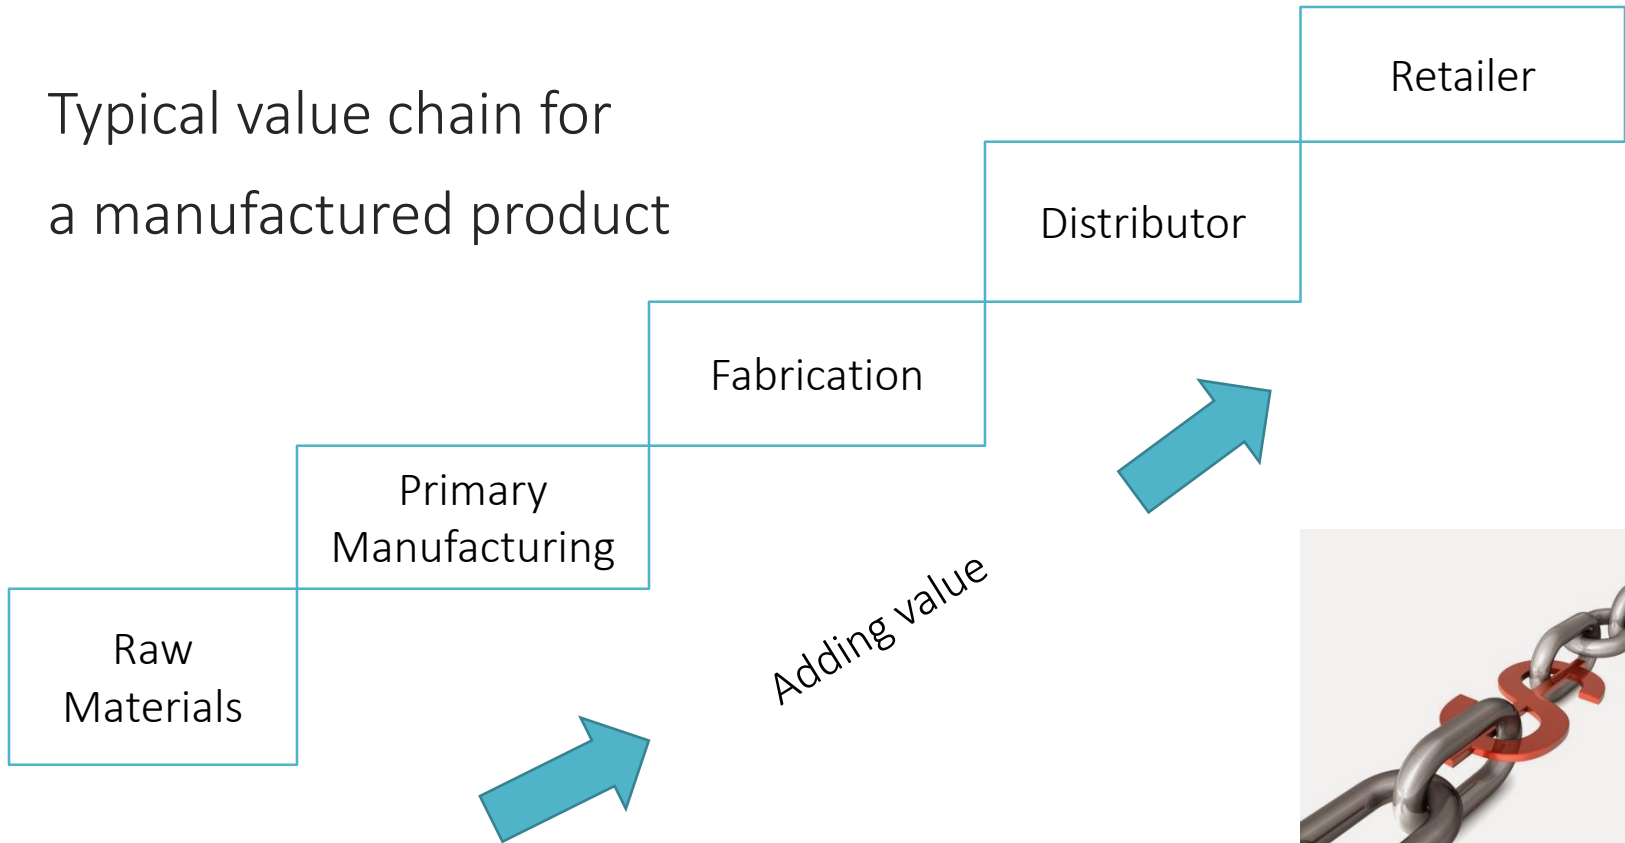 Typical value chain for
a manufactured product
Retailer
Distributor
Fabrication
Primary
Manufacturing
Raw
Materials
Adding value
$